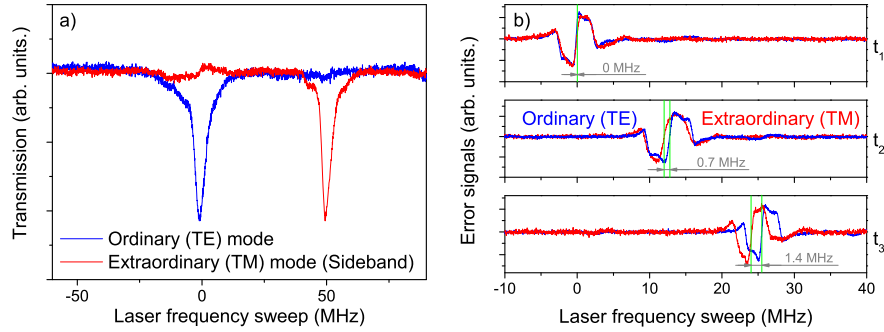 a)
Transmission (arb. units.)
Ordinary (TE) mode
Extraordinary (TM) mode (Sideband)
-50 0 50
Laser frequency sweep (MHz)
b)
Error signals (arb. units.)
0 MHz
t1
Ordinary (TE) Extraordinary (TM)
0.7 MHz
t2
1.4 MHz
t3
-10 0 10 20 30 40
Laser frequency sweep (MHz)